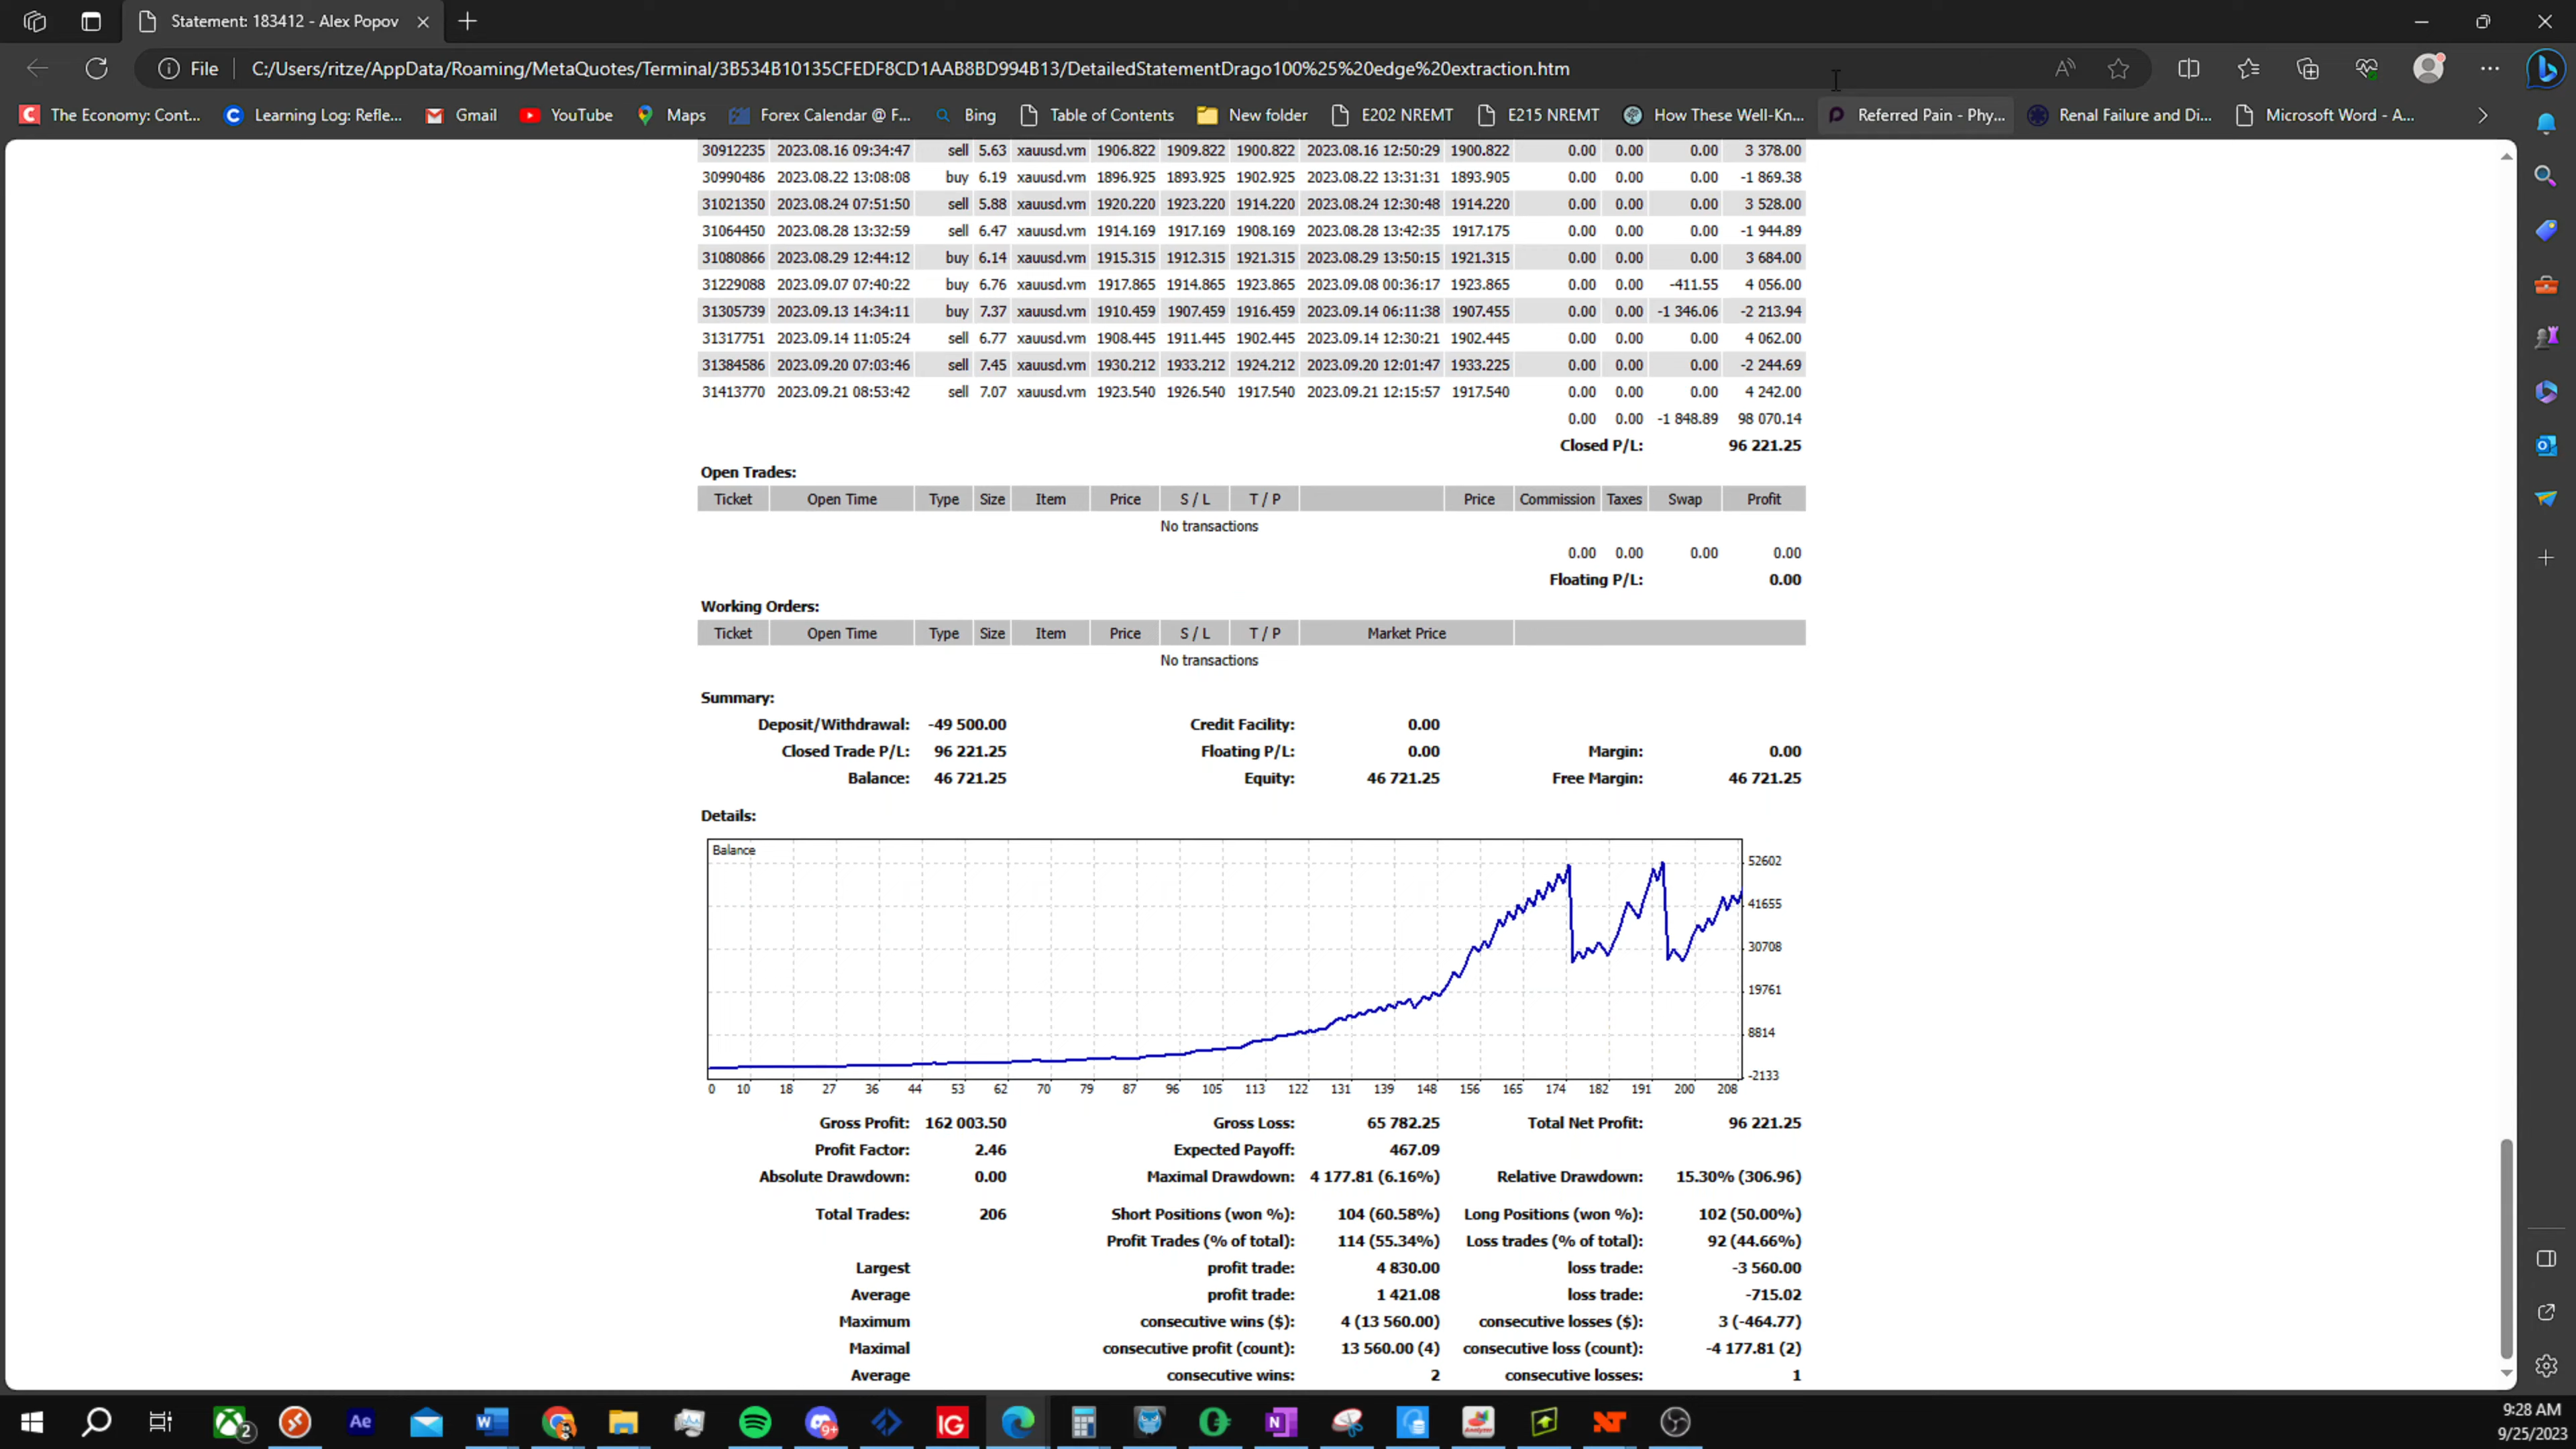 Statement: 183412 - Alex Popov
File C:/Users/ritze/AppData/Roaming/MetaQuotes/Terminal/3B534B10135CFEDF8CD1AAB8BD994B13/DetailedStatementDrago100%25%20edge%20extraction.htm
The Economy: Cont... Learning Log: Refle... Gmail YouTube Maps Forex Calendar @ F... Bing Table of Contents New folder E202 NREMT E215 NREMT How These Well-Kn... Referred Pain - Phy... Renal Failure and Di... Microsoft Word - A...
30912235 2023.08.16 09:34:47 sell 5.63 xauusd.vm 1906.822 1909.822 1900.822 2023.08.16 12:50:29 1900.822 0.00 0.00 0.00 3 378.00
30990486 2023.08.22 13:08:08 buy 6.19 xauusd.vm 1896.925 1893.925 1902.925 2023.08.22 13:31:31 1893.905 0.00 0.00 0.00 -1 869.38
31021350 2023.08.24 07:51:50 sell 5.88 xauusd.vm 1920.220 1923.220 1914.220 2023.08.24 12:30:48 1914.220 0.00 0.00 0.00 3 528.00
31064450 2023.08.28 13:32:59 sell 6.47 xauusd.vm 1914.169 1917.169 1908.169 2023.08.28 13:42:35 1917.175 0.00 0.00 0.00 -1 944.89
31080866 2023.08.29 12:44:12 buy 6.14 xauusd.vm 1915.315 1912.315 1921.315 2023.08.29 13:50:15 1921.315 0.00 0.00 0.00 3 684.00
31229088 2023.09.07 07:40:22 buy 6.76 xauusd.vm 1917.865 1914.865 1923.865 2023.09.08 00:36:17 1923.865 0.00 0.00 -411.55 4 056.00
31305739 2023.09.13 14:34:11 buy 7.37 xauusd.vm 1910.459 1907.459 1916.459 2023.09.14 06:11:38 1907.455 0.00 0.00 -1 346.06 -2 213.94
31317751 2023.09.14 11:05:24 sell 6.77 xauusd.vm 1908.445 1911.445 1902.445 2023.09.14 12:30:21 1902.445 0.00 0.00 0.00 4 062.00
31384586 2023.09.20 07:03:46 sell 7.45 xauusd.vm 1930.212 1933.212 1924.212 2023.09.20 12:01:47 1933.225 0.00 0.00 0.00 -2 244.69
31413770 2023.09.21 08:53:42 sell 7.07 xauusd.vm 1923.540 1926.540 1917.540 2023.09.21 12:15:57 1917.540 0.00 0.00 0.00 4 242.00
0.00 0.00 -1 848.89 98 070.14
Closed P/L: 96 221.25
Open Trades:
Ticket Open Time Type Size Item Price S / L T / P Price Commission Taxes Swap Profit
No transactions
0.00 0.00 0.00 0.00
Floating P/L: 0.00
Working Orders:
Ticket Open Time Type Size Item Price S / L T / P Market Price
No transactions
Summary:
Deposit/Withdrawal: -49 500.00 Credit Facility: 0.00
Closed Trade P/L: 96 221.25 Floating P/L: 0.00 Margin: 0.00
Balance: 46 721.25 Equity: 46 721.25 Free Margin: 46 721.25
Details:
Balance
52602
41655
30708
19761
8814
-2133
0 10 18 27 36 44 53 62 70 79 87 96 105 113 122 131 139 148 156 165 174 182 191 200 208
Gross Profit: 162 003.50 Gross Loss: 65 782.25 Total Net Profit: 96 221.25
Profit Factor: 2.46 Expected Payoff: 467.09
Absolute Drawdown: 0.00 Maximal Drawdown: 4 177.81 (6.16%) Relative Drawdown: 15.30% (306.96)
Total Trades: 206 Short Positions (won %): 104 (60.58%) Long Positions (won %): 102 (50.00%)
Profit Trades (% of total): 114 (55.34%) Loss trades (% of total): 92 (44.66%)
Largest profit trade: 4 830.00 loss trade: -3 560.00
Average profit trade: 1 421.08 loss trade: -715.02
Maximum consecutive wins ($): 4 (13 560.00) consecutive losses ($): 3 (-464.77)
Maximal consecutive profit (count): 13 560.00 (4) consecutive loss (count): -4 177.81 (2)
Average consecutive wins: 2 consecutive losses: 1
2 Ae W 9+ IG N
9:28 AM
9/25/2023